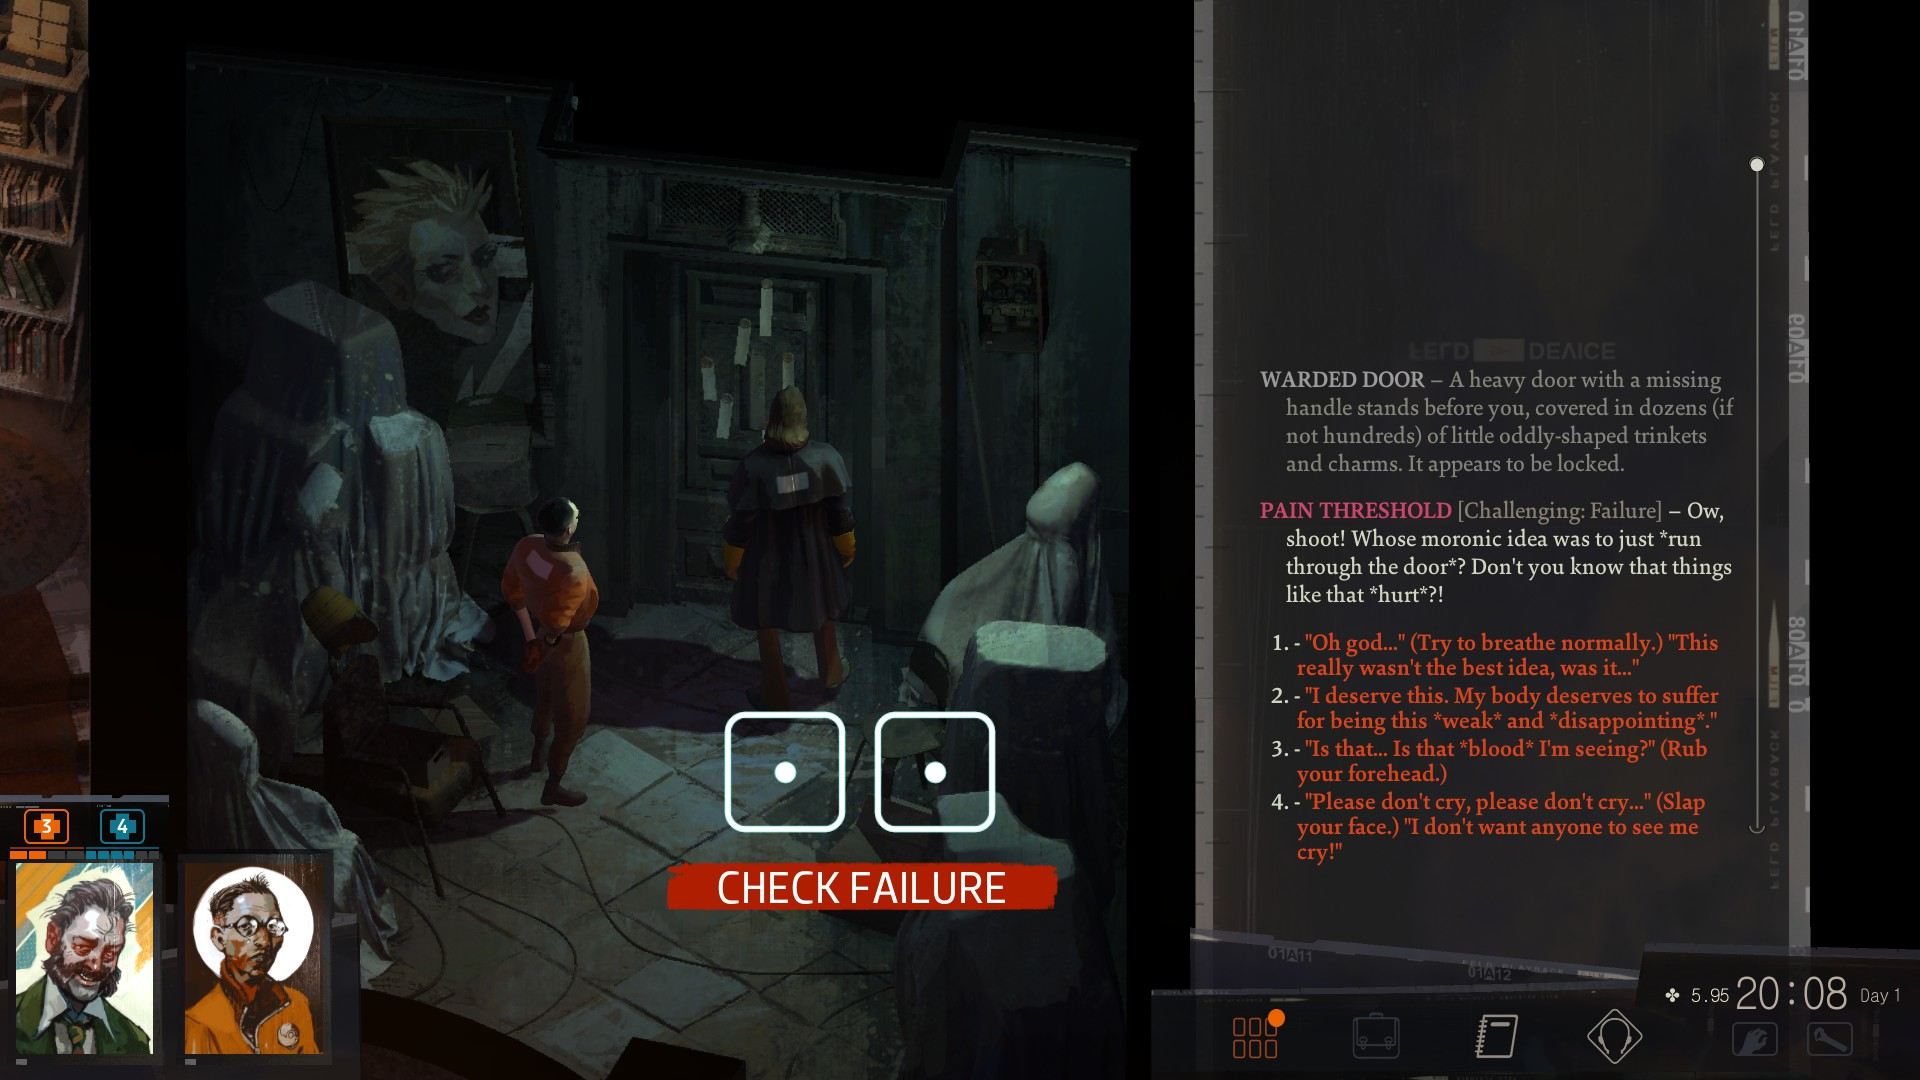 WARDED DOOR – A heavy door with a missing
handle stands before you, covered in dozens (if
not hundreds) of little oddly-shaped trinkets
and charms. It appears to be locked.
PAIN THRESHOLD [Challenging: Failure] – Ow,
shoot! Whose moronic idea was to just *run
through the door*? Don't you know that things
like that *hurt*?!
1. - "Oh god..." (Try to breathe normally.) "This
really wasn't the best idea, was it..."
2. - "I deserve this. My body deserves to suffer
for being this *weak* and *disappointing*."
3. - "Is that... Is that *blood* I'm seeing?" (Rub
your forehead.)
4. - "Please don't cry, please don't cry..." (Slap
your face.) "I don't want anyone to see me
cry!"
CHECK FAILURE
3
4
01A11
01A12
5.95 20:08 Day 1